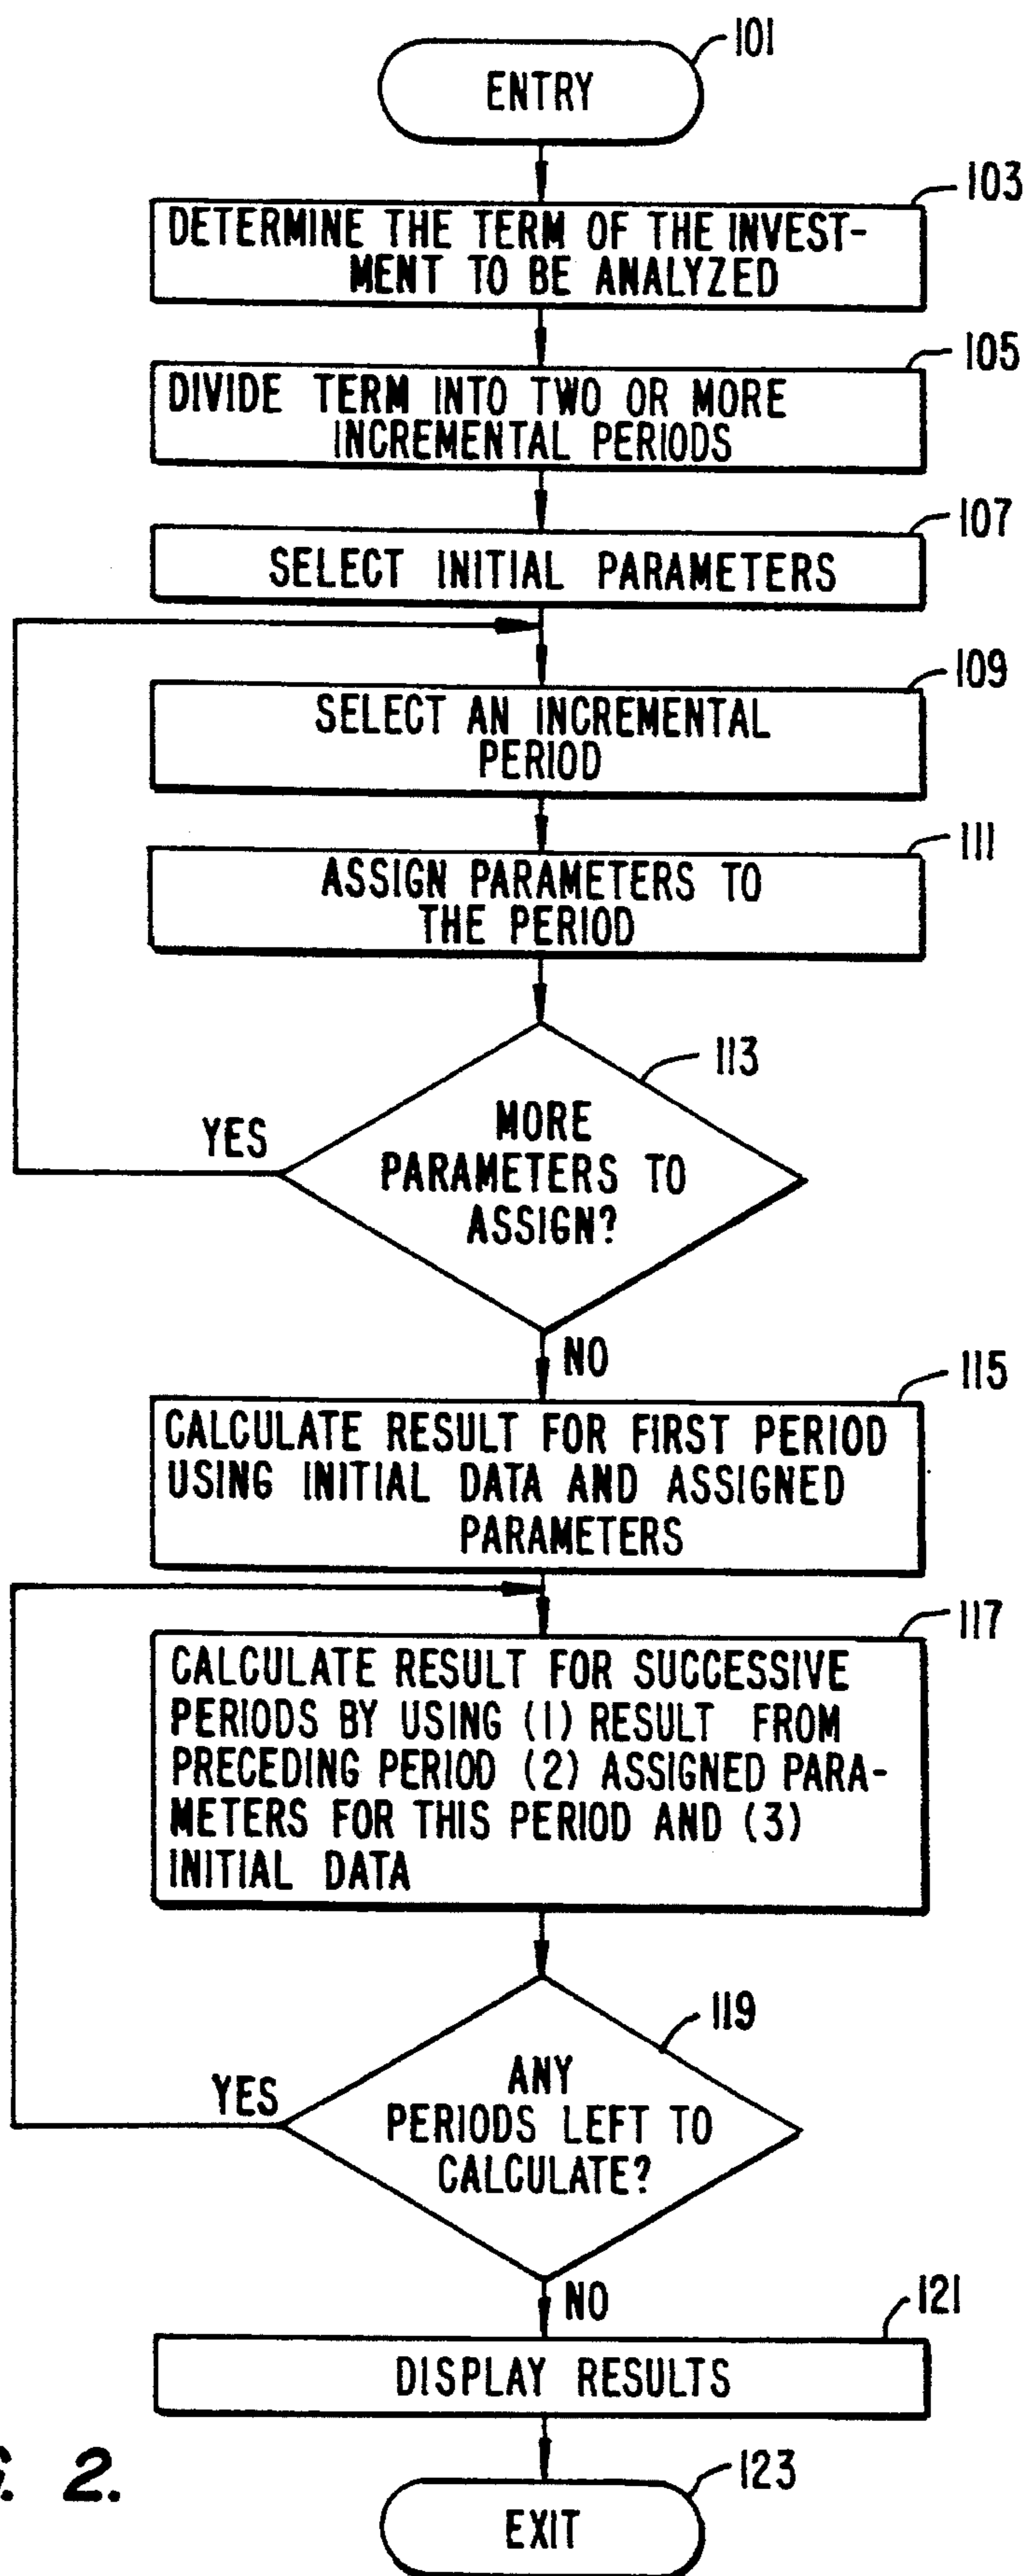 101
ENTRY
103
DETERMINE THE TERM OF THE INVEST-
MENT TO BE ANALYZED
105
DIVIDE TERM INTO TWO OR MORE
INCREMENTAL PERIODS
107
SELECT INITIAL PARAMETERS
109
SELECT AN INCREMENTAL
PERIOD
111
ASSIGN PARAMETERS TO
THE PERIOD
113
MORE
PARAMETERS TO
ASSIGN?
YES
NO
115
CALCULATE RESULT FOR FIRST PERIOD
USING INITIAL DATA AND ASSIGNED
PARAMETERS
117
CALCULATE RESULT FOR SUCCESSIVE
PERIODS BY USING (1) RESULT FROM
PRECEDING PERIOD (2) ASSIGNED PARA-
METERS FOR THIS PERIOD AND (3)
INITIAL DATA
119
ANY
PERIODS LEFT TO
CALCULATE?
YES
NO
121
DISPLAY RESULTS
123
EXIT
G. 2.